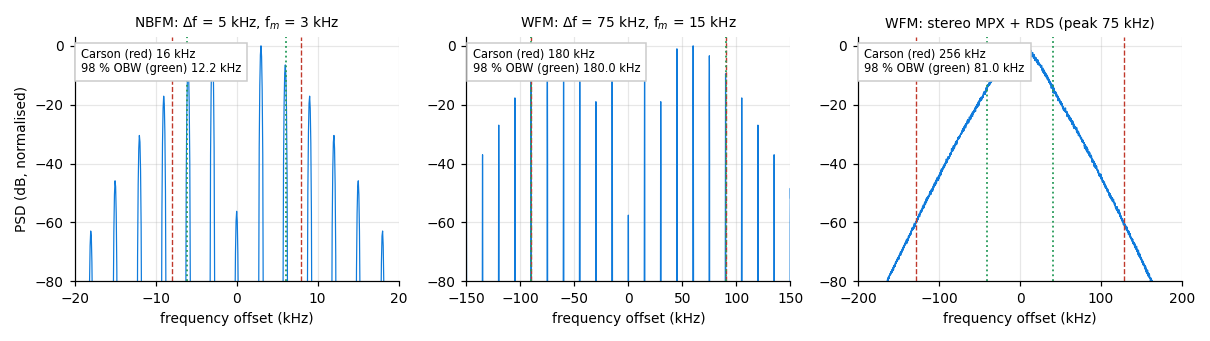 NBFM: Δf = 5 kHz, fm = 3 kHz
WFM: Δf = 75 kHz, fm = 15 kHz
WFM: stereo MPX + RDS (peak 75 kHz)
Carson (red) 16 kHz
98 % OBW (green) 12.2 kHz
Carson (red) 180 kHz
98 % OBW (green) 180.0 kHz
Carson (red) 256 kHz
98 % OBW (green) 81.0 kHz
PSD (dB, normalised)
0
−20
−40
−60
−80
0
−20
−40
−60
−80
0
−20
−40
−60
−80
−20 −10 0 10 20
−150 −100 −50 0 50 100 150
−200 −100 0 100 200
frequency offset (kHz)
frequency offset (kHz)
frequency offset (kHz)